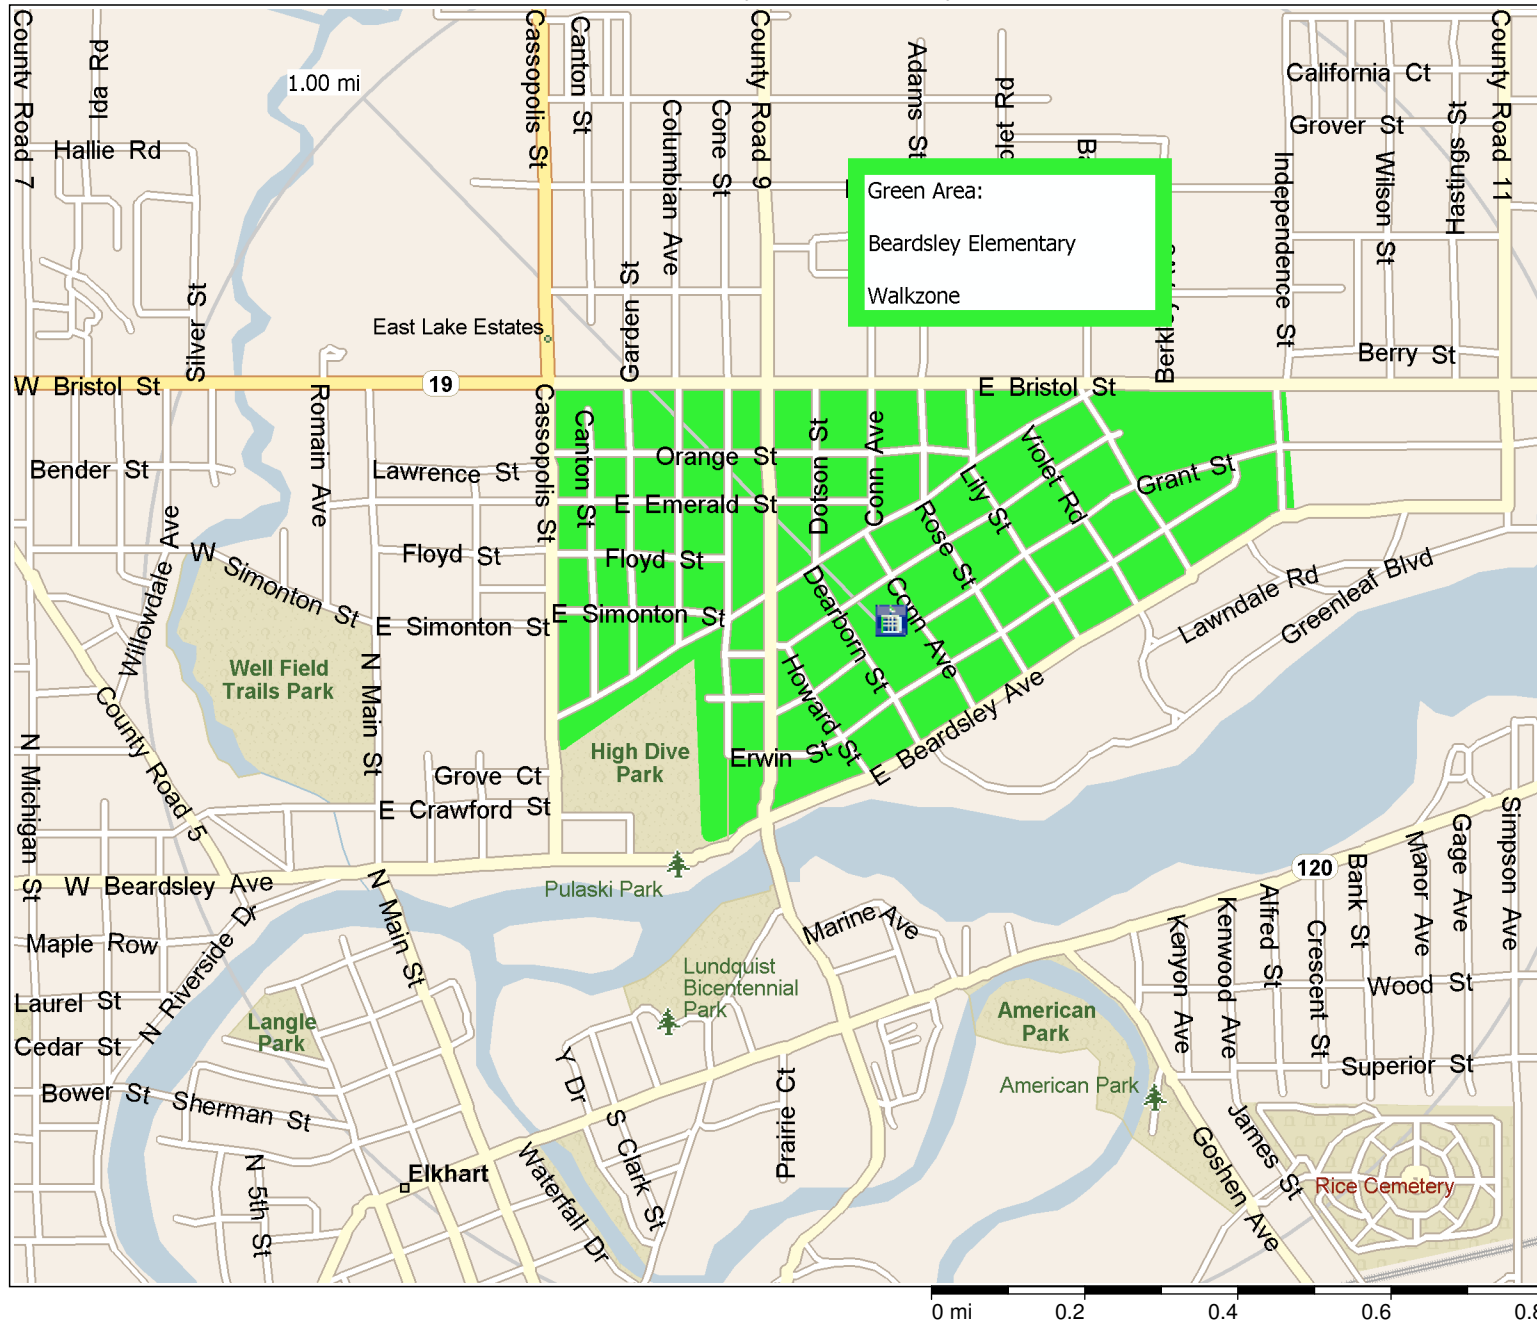 County Road 7
Ida Rd
1.00 mi
Cassopolis St
Canton St
Columbian Ave
Cone St
County Road 9
Adams St
California Ct
County Road 11
Grover St
Hastings St
Hallie Rd
Independence St
Wilson St
Green Area:
Beardsley Elementary
Walkzone
Silver St
Garden St
East Lake Estates
Berry St
W Bristol St
19
E Bristol St
Romain Ave
Cassopolis St
Canton St
Dotson St
Conn Ave
Violet Rd
Bender St
Lawrence St
Orange St
Lily St
Grant St
E Emerald St
Rose St
Willowdale Ave
W Simonton St
Floyd St
Floyd St
Dearborn St
Conn Ave
Lawndale Rd
Greenleaf Blvd
E Simonton St
E Simonton St
Well Field
Trails Park
N Main St
Howard St
County Road 5
N Michigan St
High Dive
Park
Erwin St
E Beardsley Ave
Grove Ct
E Crawford St
Simpson Ave
Gage Ave
Manor Ave
Bank St
120
W Beardsley Ave
Pulaski Park
N Main St
Alfred St
Kenwood Ave
Kenyon Ave
Crescent St
Maple Row
N Riverside Dr
Marine Ave
Lundquist
Bicentennial
Park
Wood St
Laurel St
Langle
Park
American
Park
Cedar St
Y Dr
Superior St
American Park
Bower St
Sherman St
S Clark St
Prairie Ct
James St
Goshen Ave
N 5th St
Elkhart
Waterfall Dr
Rice Cemetery
0 mi
0.2
0.4
0.6